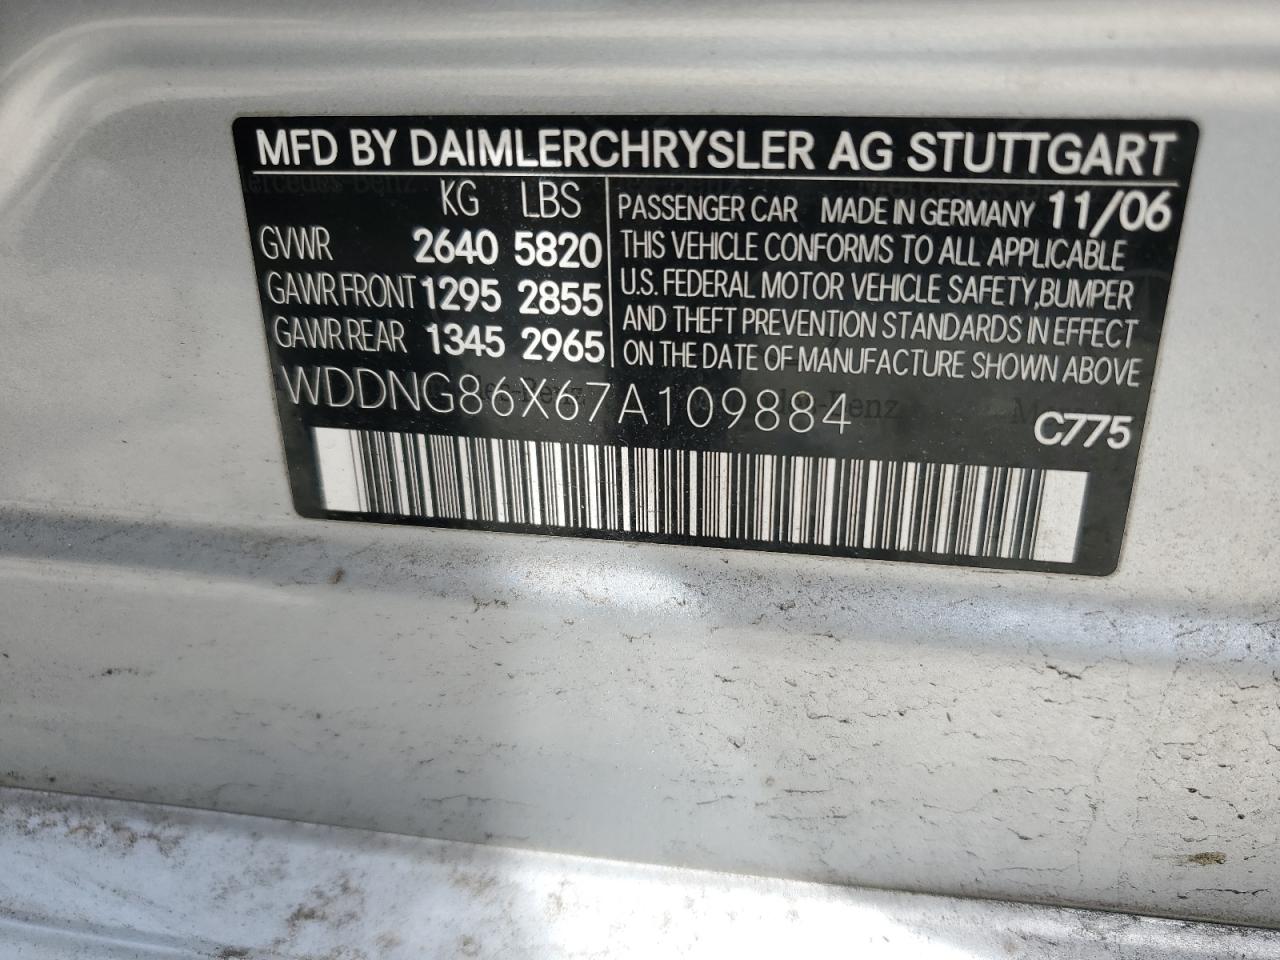 MFD BY DAIMLERCHRYSLER AG STUTTGART
KG LBS
GVWR 2640 5820
GAWR FRONT 1295 2855
GAWR REAR 1345 2965
PASSENGER CAR MADE IN GERMANY 11/06
THIS VEHICLE CONFORMS TO ALL APPLICABLE
U.S. FEDERAL MOTOR VEHICLE SAFETY,BUMPER
AND THEFT PREVENTION STANDARDS IN EFFECT
ON THE DATE OF MANUFACTURE SHOWN ABOVE
WDDNG86X67A109884
C775